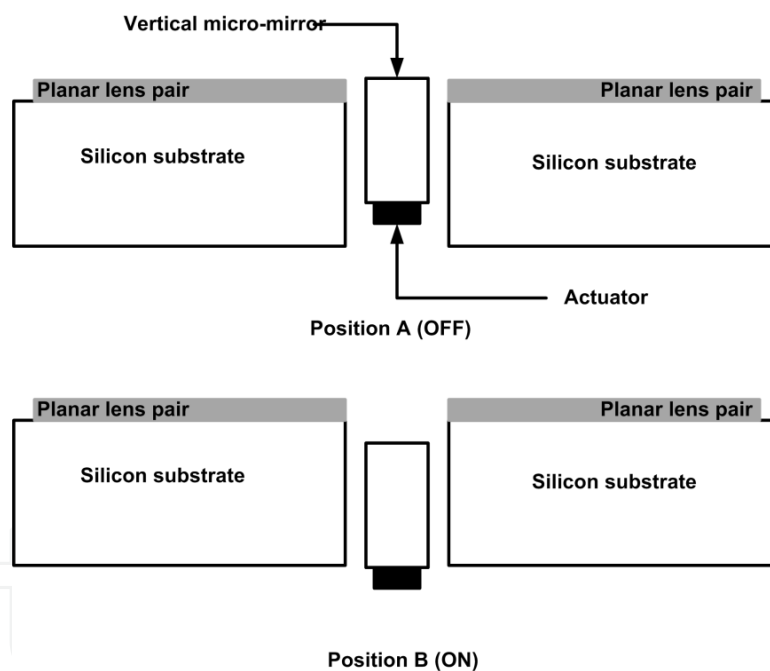 Vertical micro-mirror
Planar lens pair
Planar lens pair
Silicon substrate
Silicon substrate
Actuator
Position A (OFF)
Planar lens pair
Planar lens pair
Silicon substrate
Silicon substrate
Position B (ON)